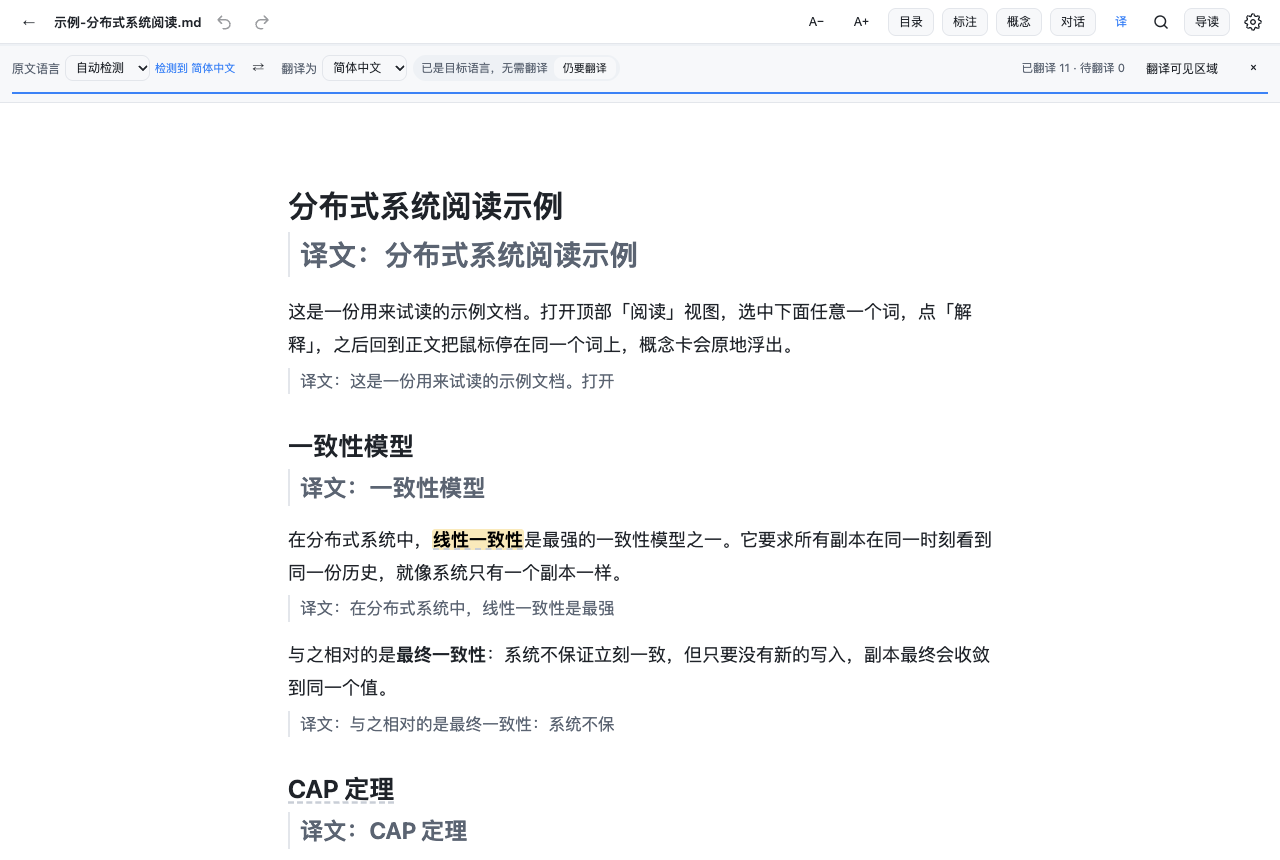 ← 示例-分布式系统阅读.md A− A+ 目录 标注 概念 对话 译 导读
原文语言 自动检测 检测到 简体中文 ⇄ 翻译为 简体中文 已是目标语言，无需翻译 仍要翻译 已翻译 11 · 待翻译 0 翻译可见区域 ×
分布式系统阅读示例
译文：分布式系统阅读示例
这是一份用来试读的示例文档。打开顶部「阅读」视图，选中下面任意一个词，点「解
释」，之后回到正文把鼠标停在同一个词上，概念卡会原地浮出。
译文：这是一份用来试读的示例文档。打开
一致性模型
译文：一致性模型
在分布式系统中，线性一致性是最强的一致性模型之一。它要求所有副本在同一时刻看到
同一份历史，就像系统只有一个副本一样。
译文：在分布式系统中，线性一致性是最强
与之相对的是最终一致性：系统不保证立刻一致，但只要没有新的写入，副本最终会收敛
到同一个值。
译文：与之相对的是最终一致性：系统不保
CAP 定理
译文：CAP 定理